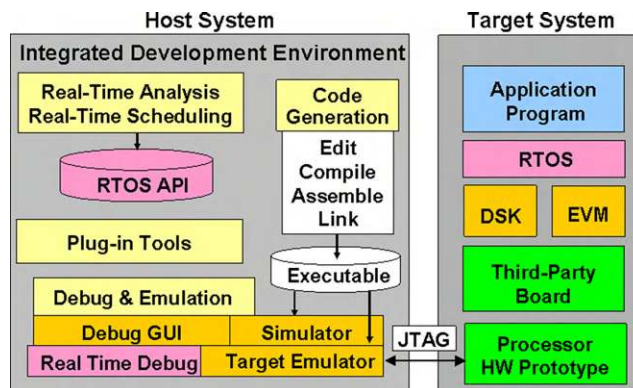 Host System
Target System
Integrated Development Environment
Real-Time Analysis
Real-Time Scheduling
RTOS API
Plug-in Tools
Code
Generation
Edit
Compile
Assemble
Link
Executable
Debug & Emulation
Debug GUI
Simulator
Real Time Debug
Target Emulator
JTAG
Application
Program
RTOS
DSK
EVM
Third-Party
Board
Processor
HW Prototype